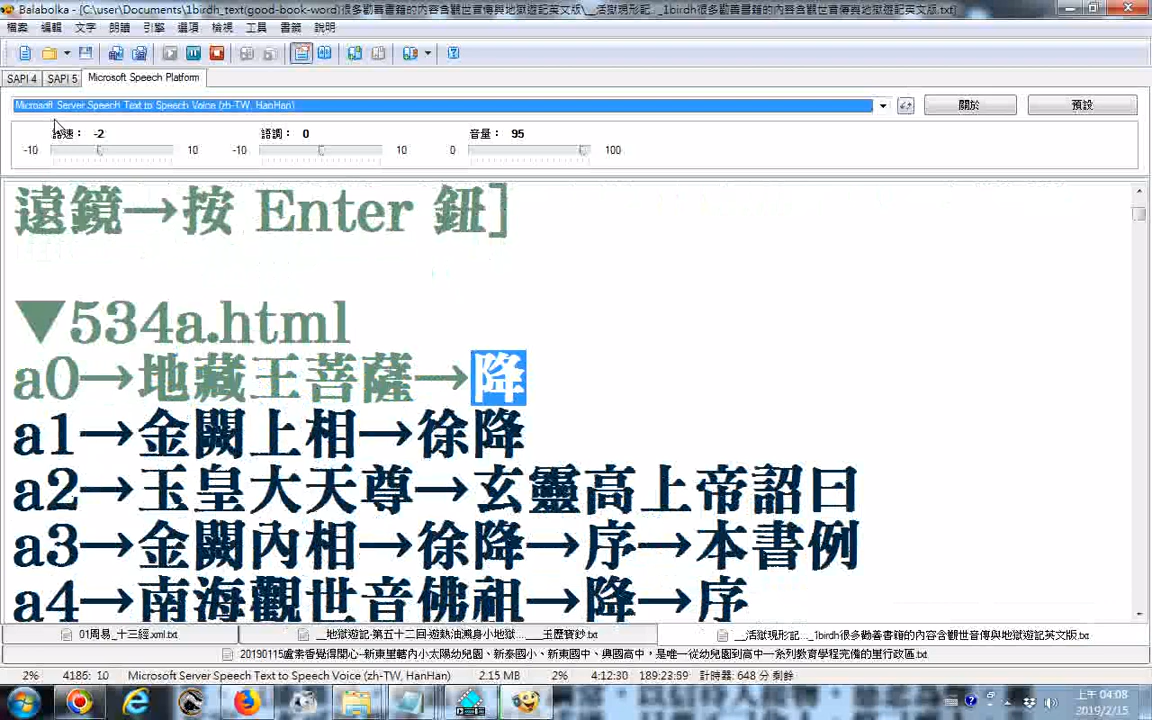 Balabolka - [C:\user\Documents\1birdh_text(good-book-word)很多勸善書籍的內容含觀世音傳與地獄遊記英文版\__活獄現形記..._1birdh很多勸善書籍的內容含觀世音傳與地獄遊記英文版.txt]
檔案 編輯 文字 朗讀 引擎 選項 檢視 工具 書籤 說明
SAPI 4 SAPI 5 Microsoft Speech Platform
Microsoft Server Speech Text to Speech Voice (zh-TW, HanHan) 關於 預設
語速： -2 語調： 0 音量： 95
-10 10 -10 10 0 100
遠鏡→按 Enter 鈕]
▼534a.html
a0→地藏王菩薩→降
a1→金闕上相→徐降
a2→玉皇大天尊→玄靈高上帝詔曰
a3→金闕內相→徐降→序→本書例
a4→南海觀世音佛祖→降→序
01周易_十三經.xml.txt __地獄遊記-第五十二回-遊熱油濺身小地獄...___玉歷寶鈔.txt __活獄現形記..._1birdh很多勸善書籍的內容含觀世音傳與地獄遊記英文版.txt
20190115盧素香覺得開心--新東里轄內小太陽幼兒園、新泰國小、新東國中、興國高中，是唯一從幼兒園到高中一系列教育學程完備的里行政區.txt
2% 4185: 10 Microsoft Server Speech Text to Speech Voice (zh-TW, HanHan) 2.15 MB 2% 4:12:30 189:23:59 計時器: 648 分 剩餘
上午 04:08
2019/2/15